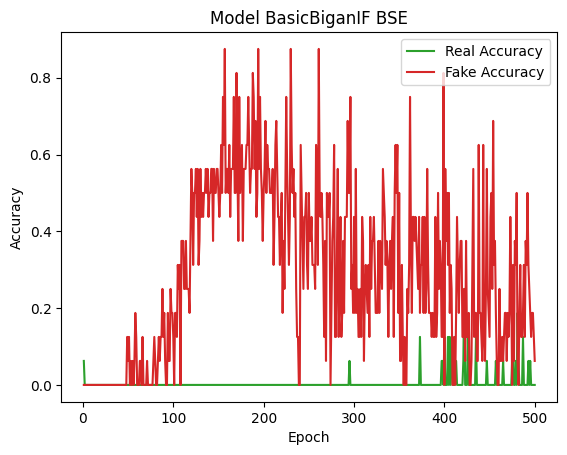 Model BasicBiganIF BSE
Real Accuracy
Fake Accuracy
Accuracy
0.8
0.6
0.4
0.2
0.0
0
100
200
300
400
500
Epoch